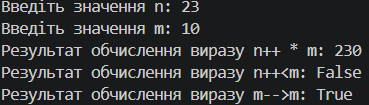 Введіть значення n: 23
Введіть значення m: 10
Результат обчислення виразу n++ * m: 230
Результат обчислення виразу n++<m: False
Результат обчислення виразу m-->m: True